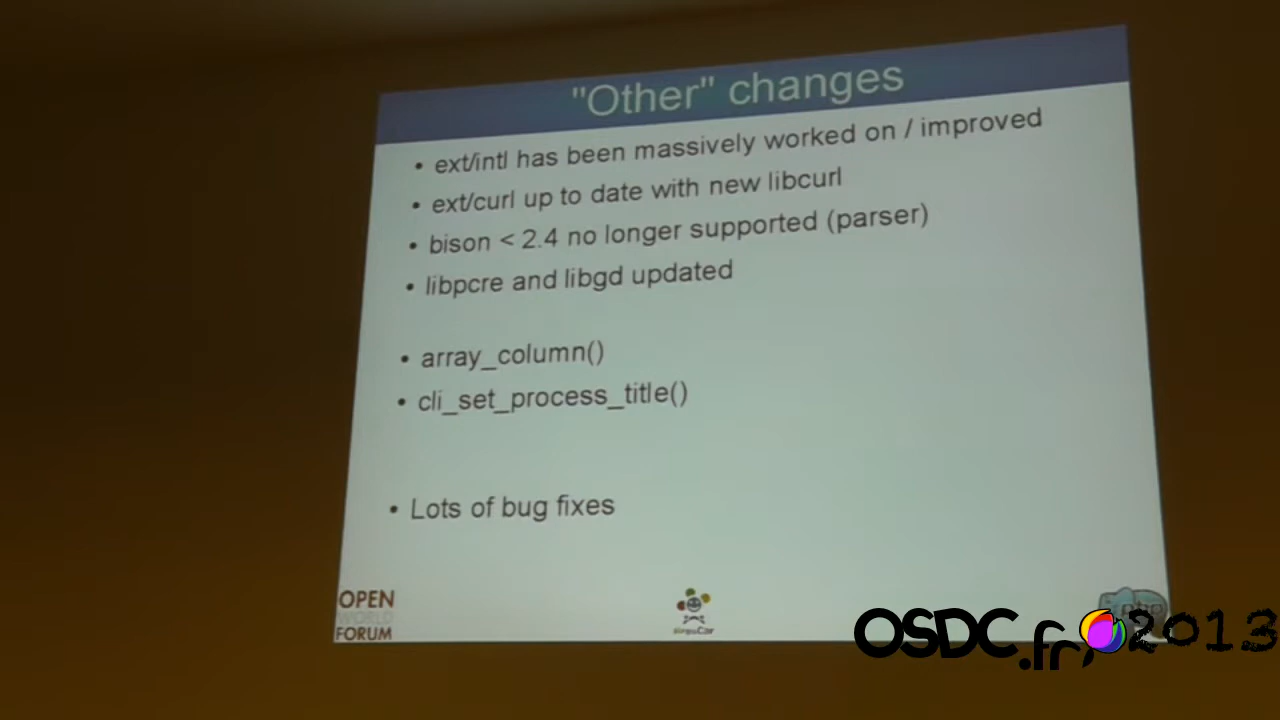 "Other" changes
• ext/intl has been massively worked on / improved
• ext/curl up to date with new libcurl
• bison < 2.4 no longer supported (parser)
• libpcre and libgd updated
• array_column()
• cli_set_process_title()
• Lots of bug fixes
OPEN
WORLD
FORUM
php
OSDC.fr 2013